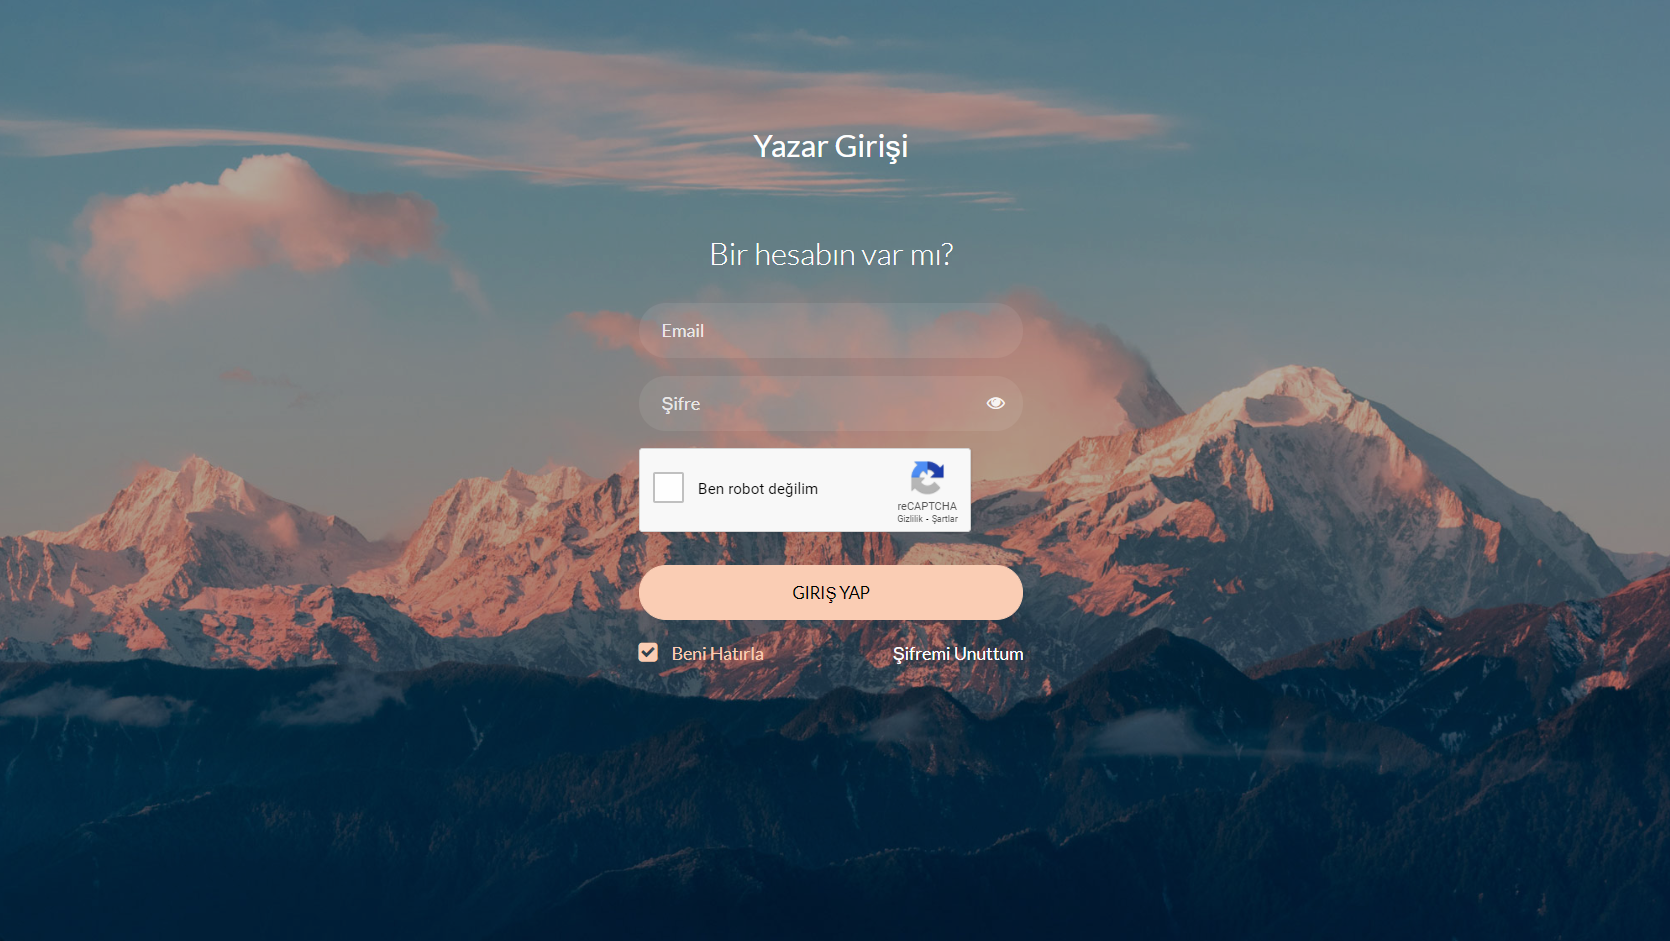 Yazar Girişi
Bir hesabın var mı?
Email
Şifre
Ben robot değilim
reCAPTCHA
Gizlilik - Şartlar
GIRIŞ YAP
Beni Hatırla
Şifremi Unuttum